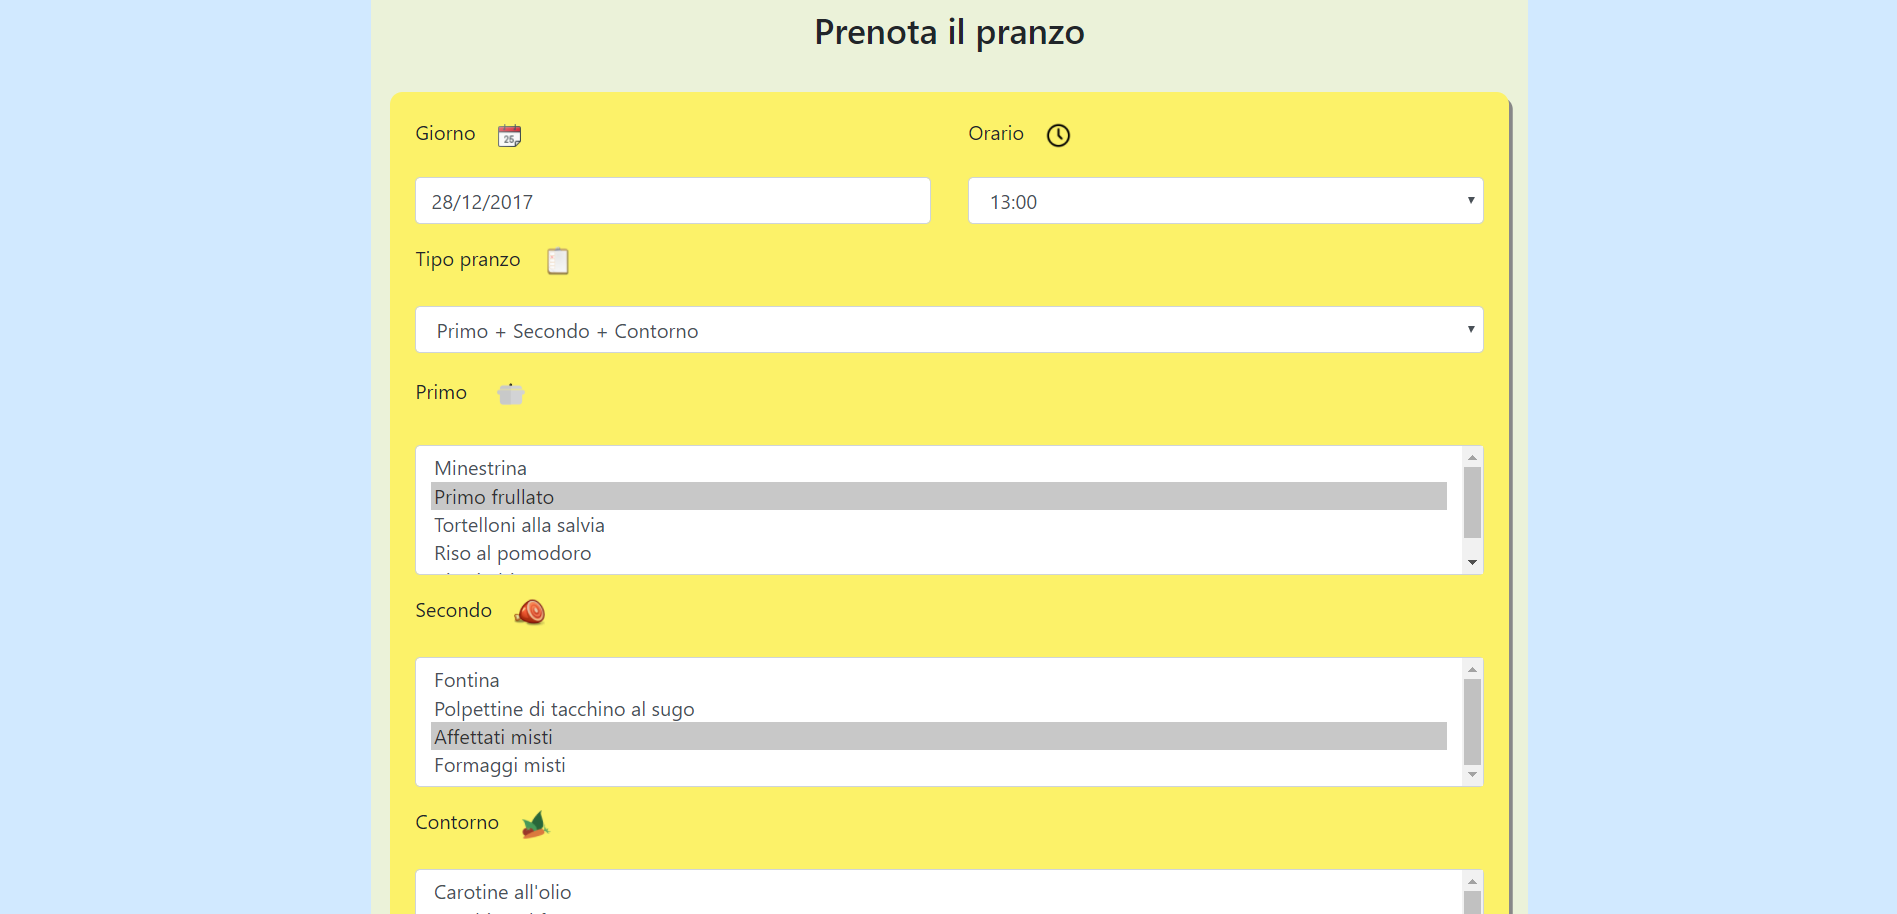 Prenota il pranzo
Giorno
Orario
28/12/2017
13:00
Tipo pranzo
Primo + Secondo + Contorno
Primo
Minestrina
Primo frullato
Tortelloni alla salvia
Riso al pomodoro
Secondo
Fontina
Polpettine di tacchino al sugo
Affettati misti
Formaggi misti
Contorno
Carotine all'olio